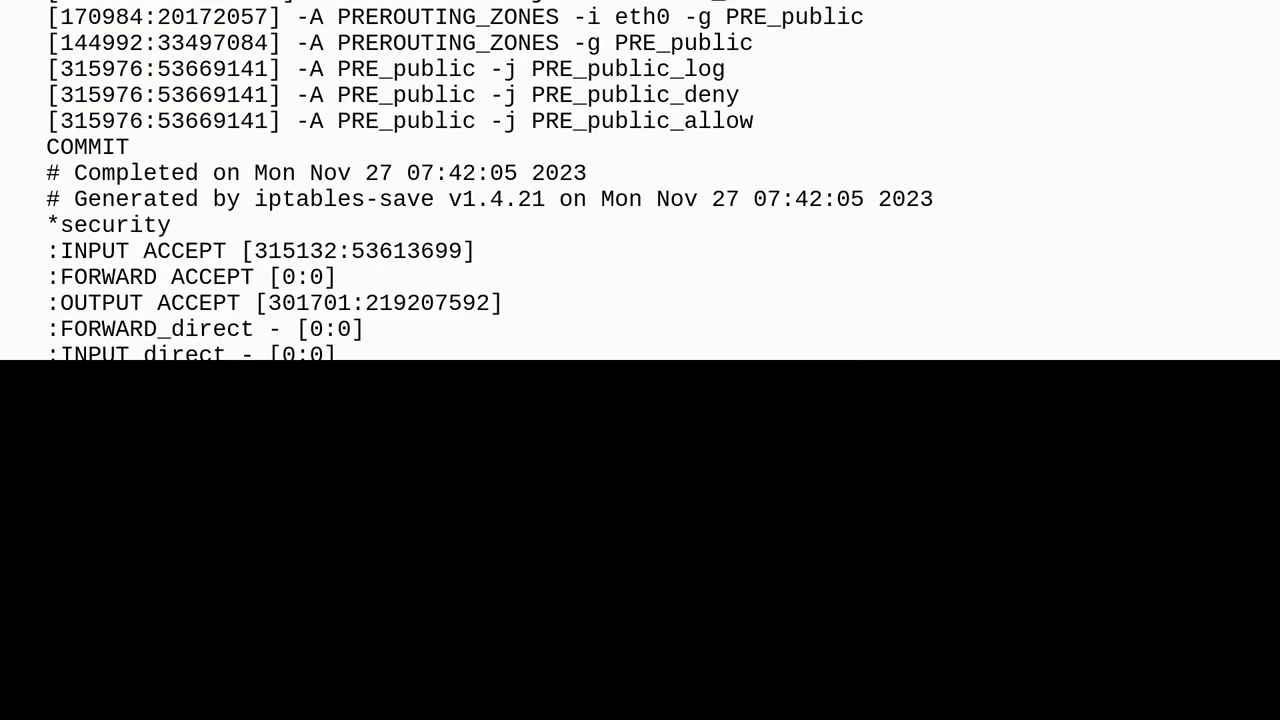 [170984:20172057] -A PREROUTING_ZONES -i eth0 -g PRE_public
[144992:33497084] -A PREROUTING_ZONES -g PRE_public
[315976:53669141] -A PRE_public -j PRE_public_log
[315976:53669141] -A PRE_public -j PRE_public_deny
[315976:53669141] -A PRE_public -j PRE_public_allow
COMMIT
# Completed on Mon Nov 27 07:42:05 2023
# Generated by iptables-save v1.4.21 on Mon Nov 27 07:42:05 2023
*security
:INPUT ACCEPT [315132:53613699]
:FORWARD ACCEPT [0:0]
:OUTPUT ACCEPT [301701:219207592]
:FORWARD_direct - [0:0]
:INPUT_direct - [0:0]